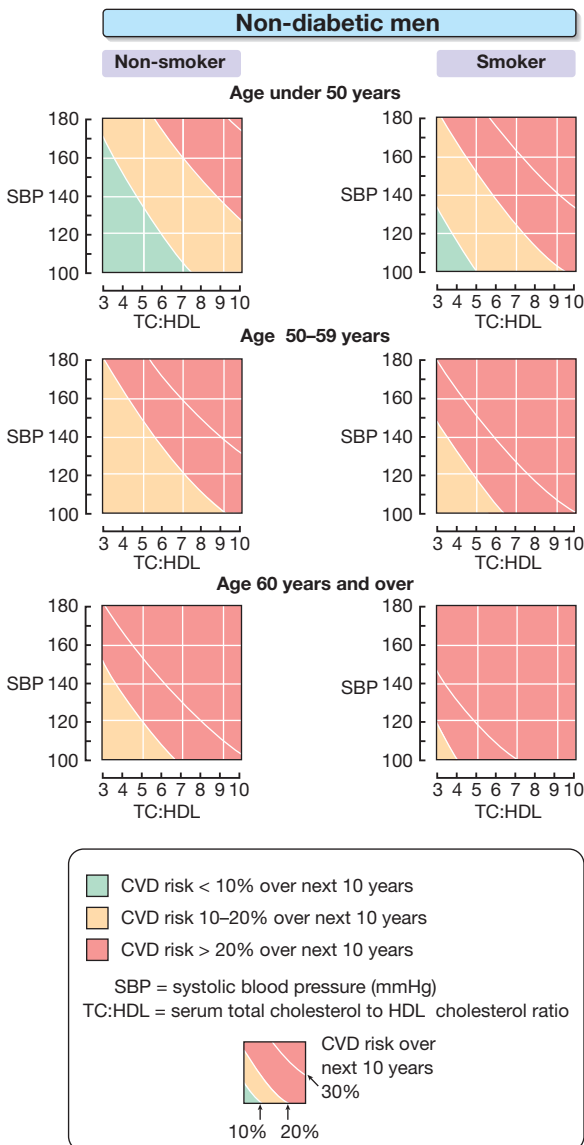 Non-diabetic men
Non-smoker Smoker
Age under 50 years
180 180
160 160
SBP 140 SBP 140
120 120
100 100
3 4 5 6 7 8 9 10 3 4 5 6 7 8 9 10
TC:HDL TC:HDL
Age 50–59 years
180 180
160 160
SBP 140 SBP 140
120 120
100 100
3 4 5 6 7 8 9 10 3 4 5 6 7 8 9 10
TC:HDL TC:HDL
Age 60 years and over
180 180
160 160
SBP 140 SBP 140
120 120
100 100
3 4 5 6 7 8 9 10 3 4 5 6 7 8 9 10
TC:HDL TC:HDL
CVD risk < 10% over next 10 years
CVD risk 10–20% over next 10 years
CVD risk > 20% over next 10 years
SBP = systolic blood pressure (mmHg)
TC:HDL = serum total cholesterol to HDL cholesterol ratio
CVD risk over
next 10 years
30%
10% 20%